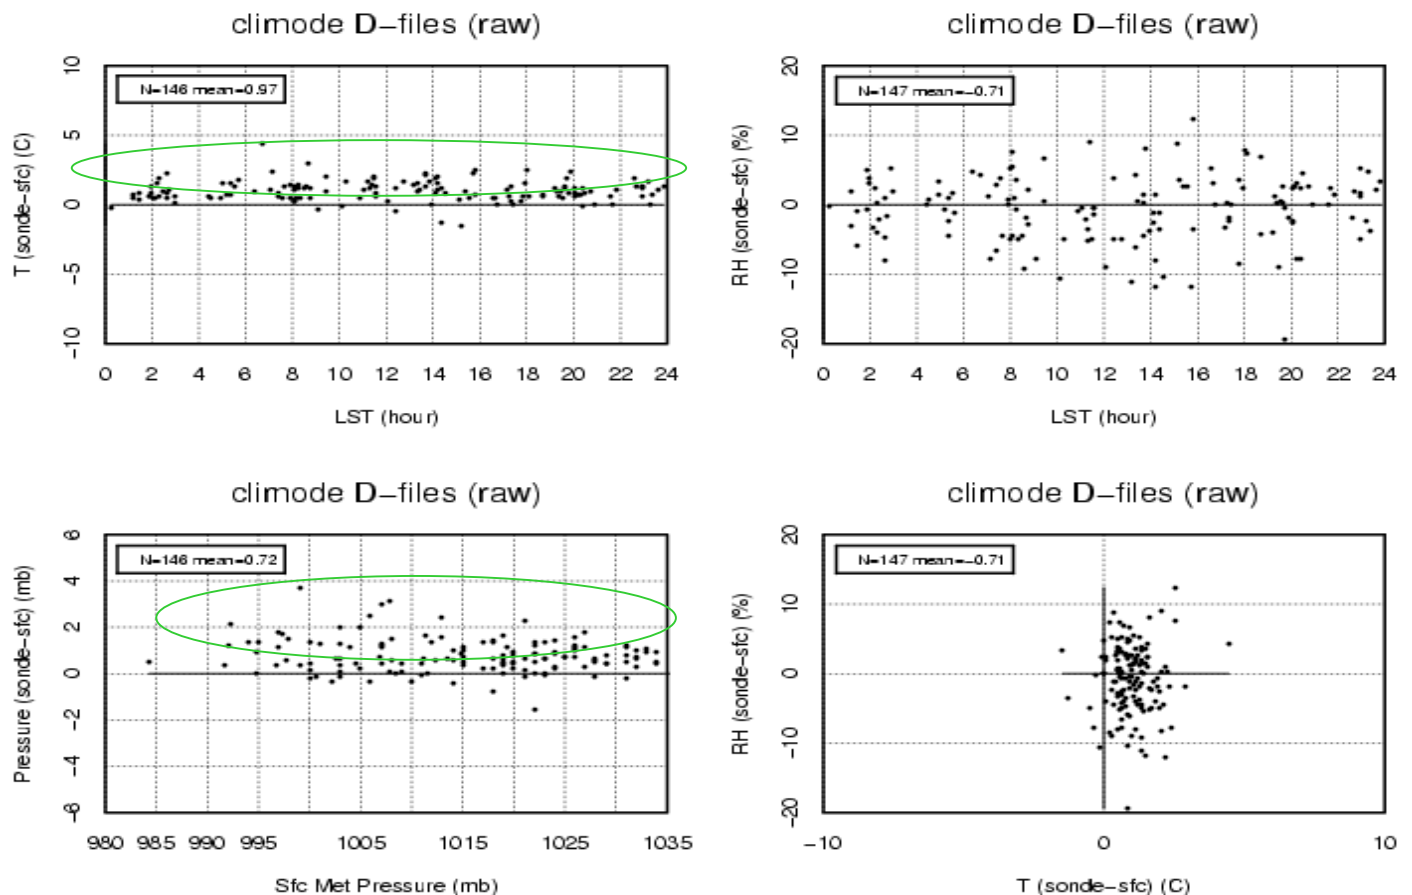 climode D−files (raw)
N=146 mean=0.97
T (sonde−sfc) (C)
10
5
0
−5
−10
0 2 4 6 8 10 12 14 16 18 20 22 24
LST (hour)
climode D−files (raw)
N=147 mean=−0.71
RH (sonde−sfc) (%)
20
10
0
−10
−20
0 2 4 6 8 10 12 14 16 18 20 22 24
LST (hour)
climode D−files (raw)
N=146 mean=0.72
Pressure (sonde−sfc) (mb)
6
4
2
0
−2
−4
−6
980 985 990 995 1005 1015 1025 1035
Sfc Met Pressure (mb)
climode D−files (raw)
N=147 mean=−0.71
RH (sonde−sfc) (%)
20
10
0
−10
−20
−10 0 10
T (sonde−sfc) (C)